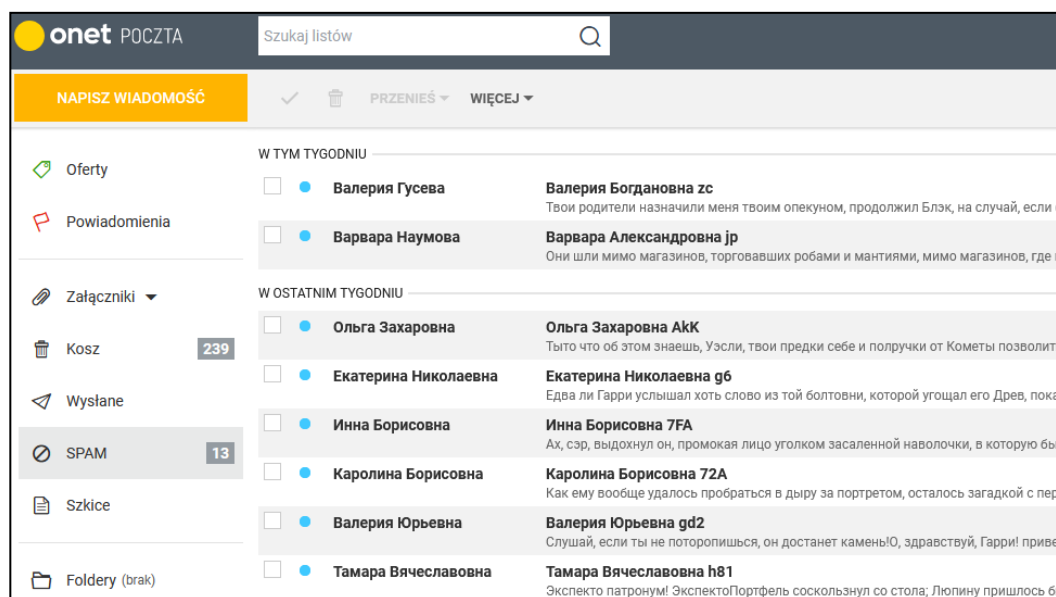 onet POCZTA
Szukaj listów
NAPISZ WIADOMOŚĆ
PRZENIEŚ
WIĘCEJ
Oferty
Powiadomienia
Załączniki
Kosz 239
Wysłane
SPAM 13
Szkice
Foldery (brak)
W TYM TYGODNIU
Валерия Гусева
Валерия Богдановна zc
Твои родители назначили меня твоим опекуном, продолжил Блэк, на случай, если
Варвара Наумова
Варвара Александровна jp
Они шли мимо магазинов, торговавших робами и мантиями, мимо магазинов, где
W OSTATNIM TYGODNIU
Ольга Захаровна
Ольга Захаровна AkK
Тыто что об этом знаешь, Уэсли, твои предки себе и полручки от Кометы позволит
Екатерина Николаевна
Екатерина Николаевна g6
Едва ли Гарри услышал хоть слово из той болтовни, которой угощал его Древ, пока
Инна Борисовна
Инна Борисовна 7FA
Ах, сэр, выдохнул он, промокая лицо уголком засаленной наволочки, в которую бы
Каролина Борисовна
Каролина Борисовна 72A
Как ему вообще удалось пробраться в дыру за портретом, осталось загадкой с пер
Валерия Юрьевна
Валерия Юрьевна gd2
Слушай, если ты не поторопишься, он достанет камень!О, здравствуй, Гарри! приве
Тамара Вячеславовна
Тамара Вячеславовна h81
Экспекто патронум! ЭкспектоПортфель соскользнул со стола; Люпину пришлось б